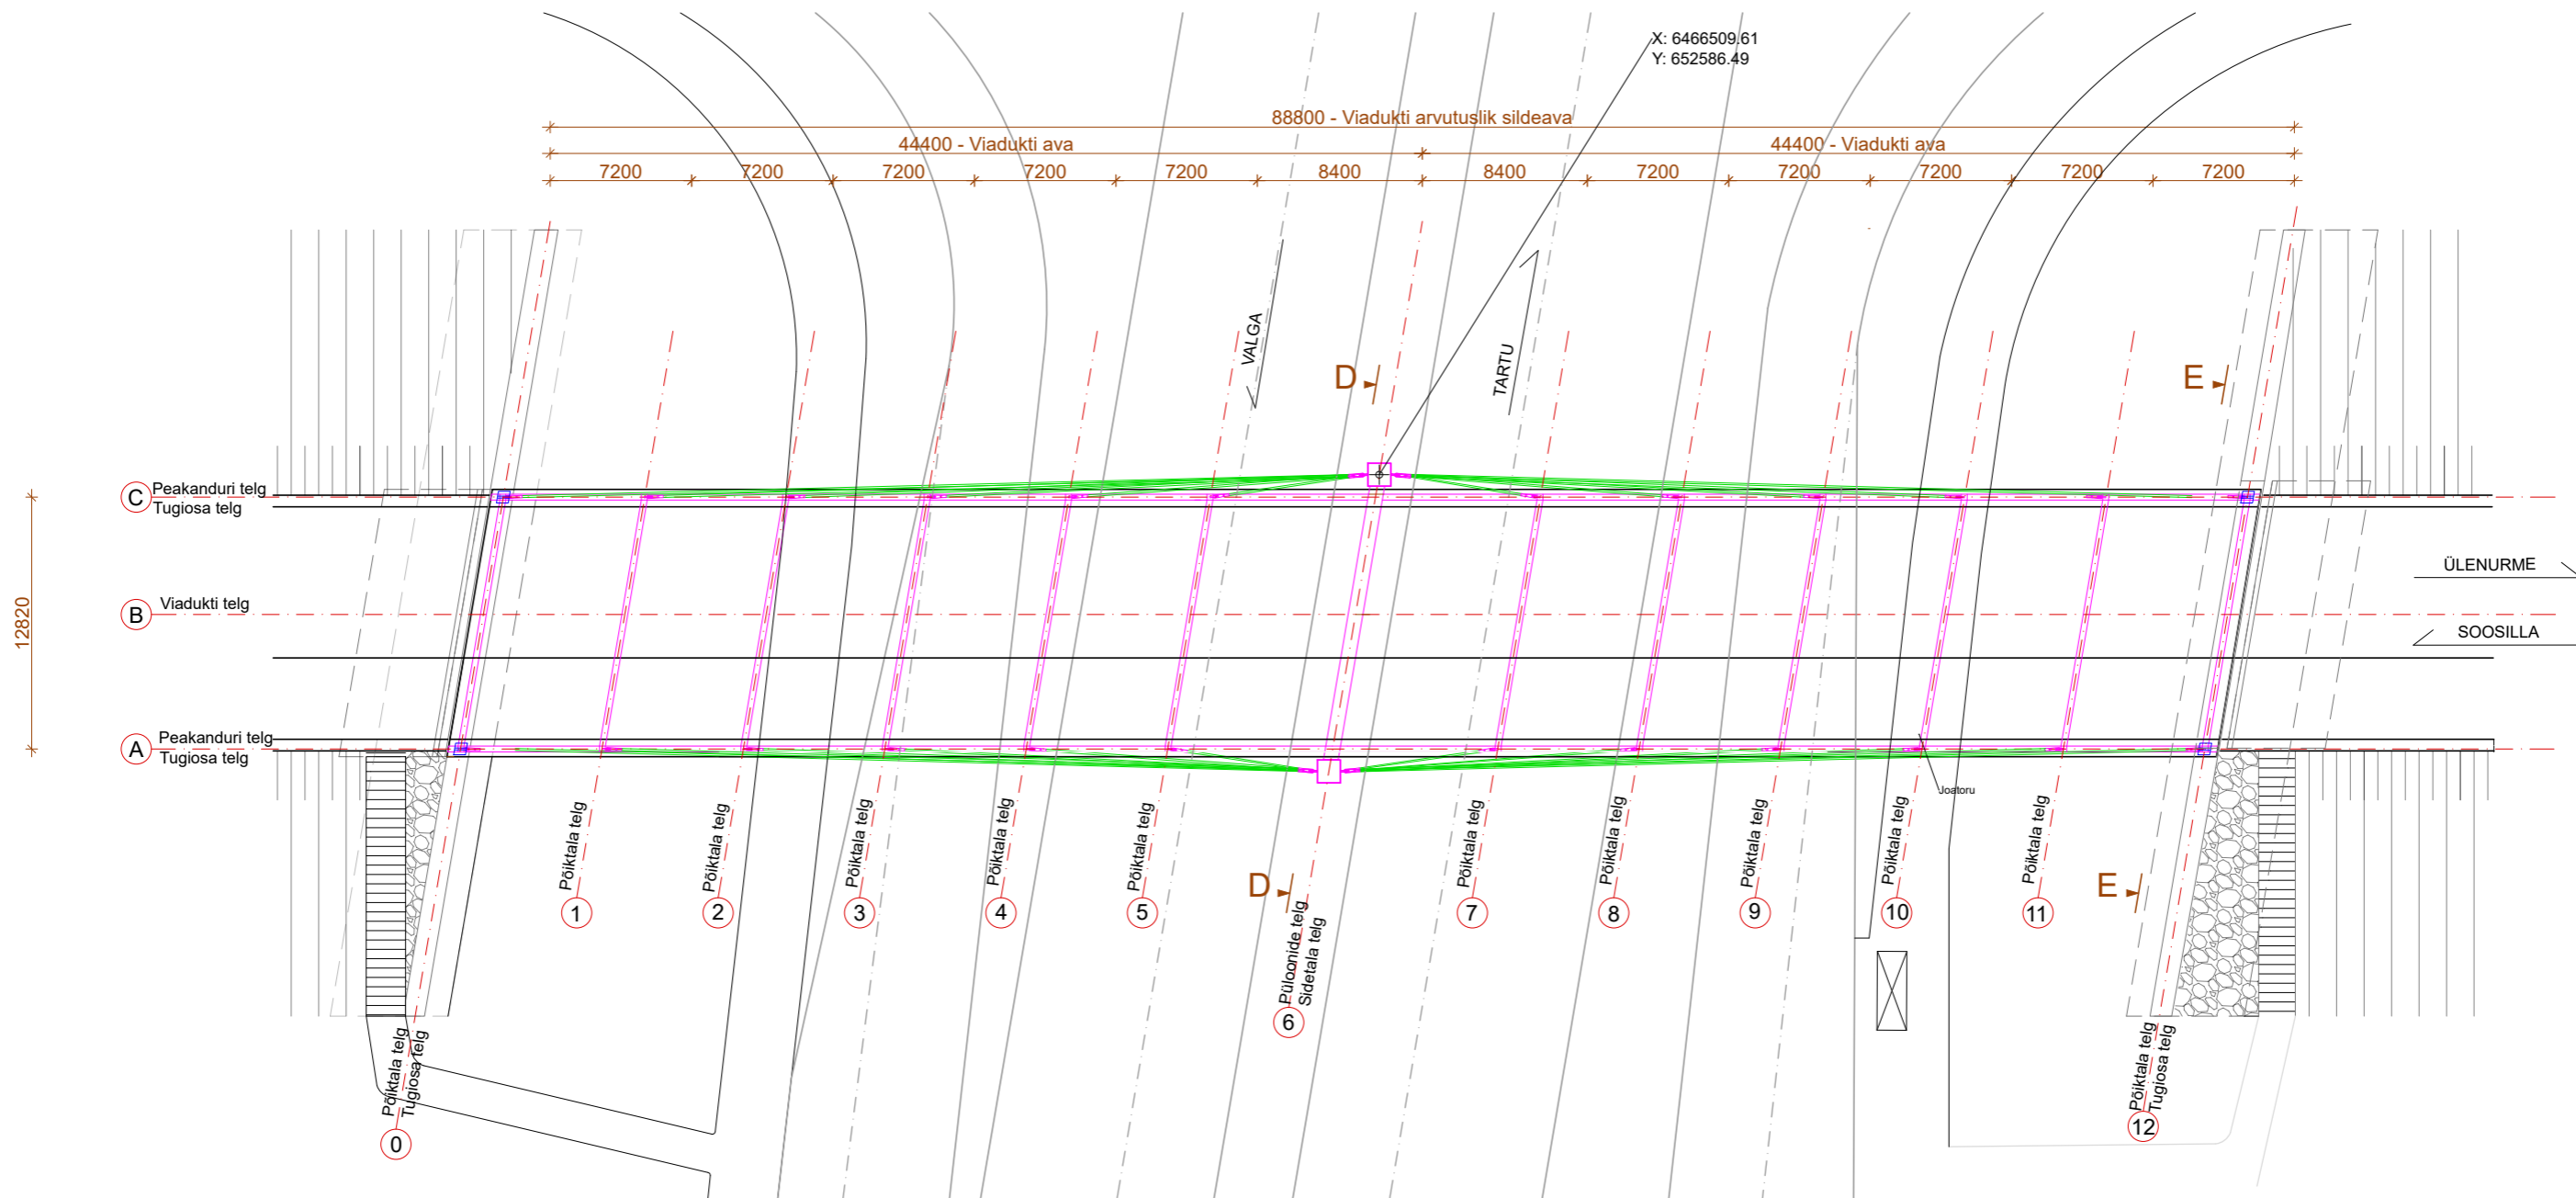 X: 6466509.61
Y: 652586.49
88800 - Viadukti arvutuslik sildeava
44400 - Viadukti ava
44400 - Viadukti ava
7200
7200
7200
7200
7200
8400
8400
7200
7200
7200
7200
7200
VALGA
TARTU
D
E
C
Peakanduri telg
Tugiosa telg
12820
B
Viadukti telg
ÜLENURME
SOOSILLA
A
Peakanduri telg
Tugiosa telg
Joatoru
Põiktala telg
1
Põiktala telg
2
Põiktala telg
3
Põiktala telg
4
Põiktala telg
5
D
Püloonide telg
Sidetala telg
6
Põiktala telg
7
Põiktala telg
8
Põiktala telg
9
Põiktala telg
10
Põiktala telg
11
E
Põiktala telg
Tugiosa telg
0
Põiktala telg
Tugiosa telg
12